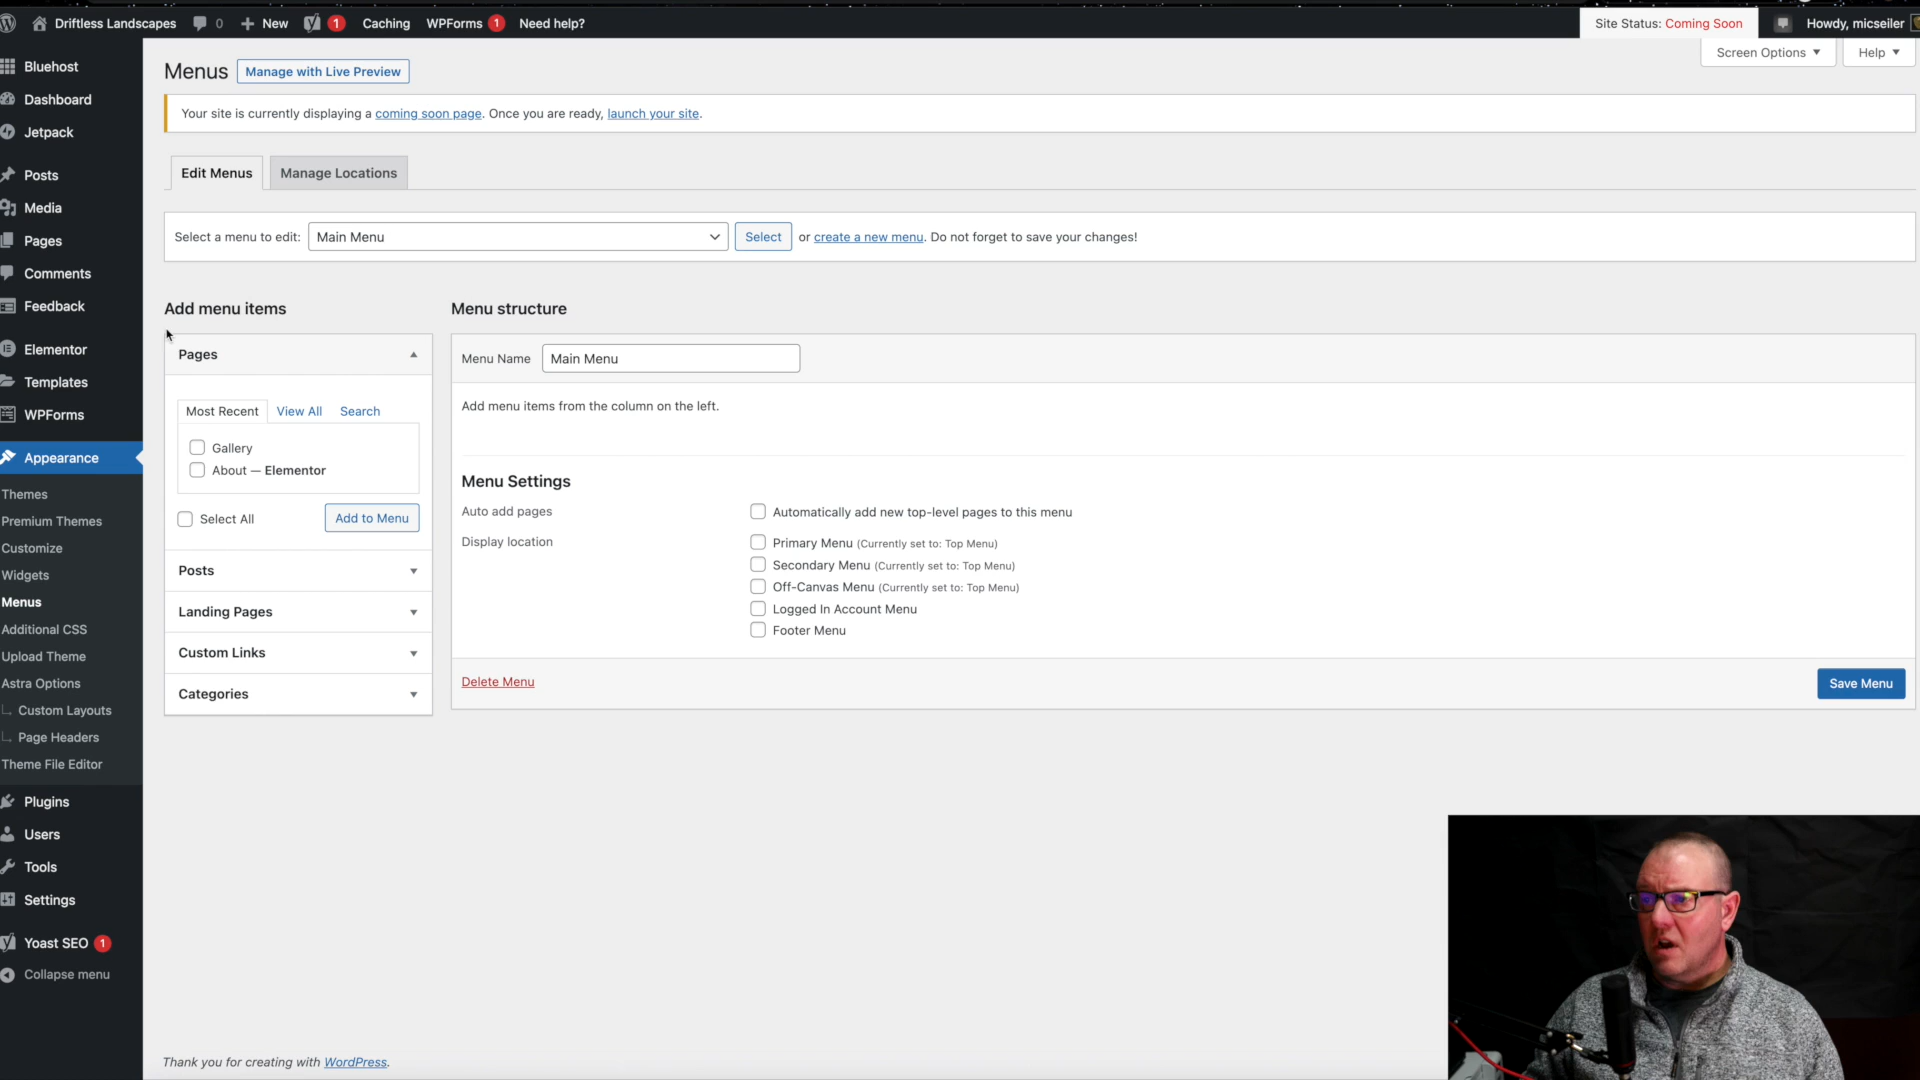 Driftless Landscapes 0 New 1 Caching WPForms 1 Need help? Site Status: Coming Soon Howdy, micseiler
Screen Options Help
Bluehost
Dashboard
Jetpack
Posts
Media
Pages
Comments
Feedback
Elementor
Templates
WPForms
Appearance
Themes
Premium Themes
Customize
Widgets
Menus
Additional CSS
Upload Theme
Astra Options
Custom Layouts
Page Headers
Theme File Editor
Plugins
Users
Tools
Settings
Yoast SEO 1
Collapse menu
Menus Manage with Live Preview
Your site is currently displaying a coming soon page. Once you are ready, launch your site.
Edit Menus Manage Locations
Select a menu to edit: Main Menu Select or create a new menu. Do not forget to save your changes!
Add menu items
Pages
Most Recent View All Search
Gallery
About — Elementor
Select All Add to Menu
Posts
Landing Pages
Custom Links
Categories
Menu structure
Menu Name Main Menu
Add menu items from the column on the left.
Menu Settings
Auto add pages Automatically add new top-level pages to this menu
Display location Primary Menu (Currently set to: Top Menu)
Secondary Menu (Currently set to: Top Menu)
Off-Canvas Menu (Currently set to: Top Menu)
Logged In Account Menu
Footer Menu
Delete Menu Save Menu
Thank you for creating with WordPress.